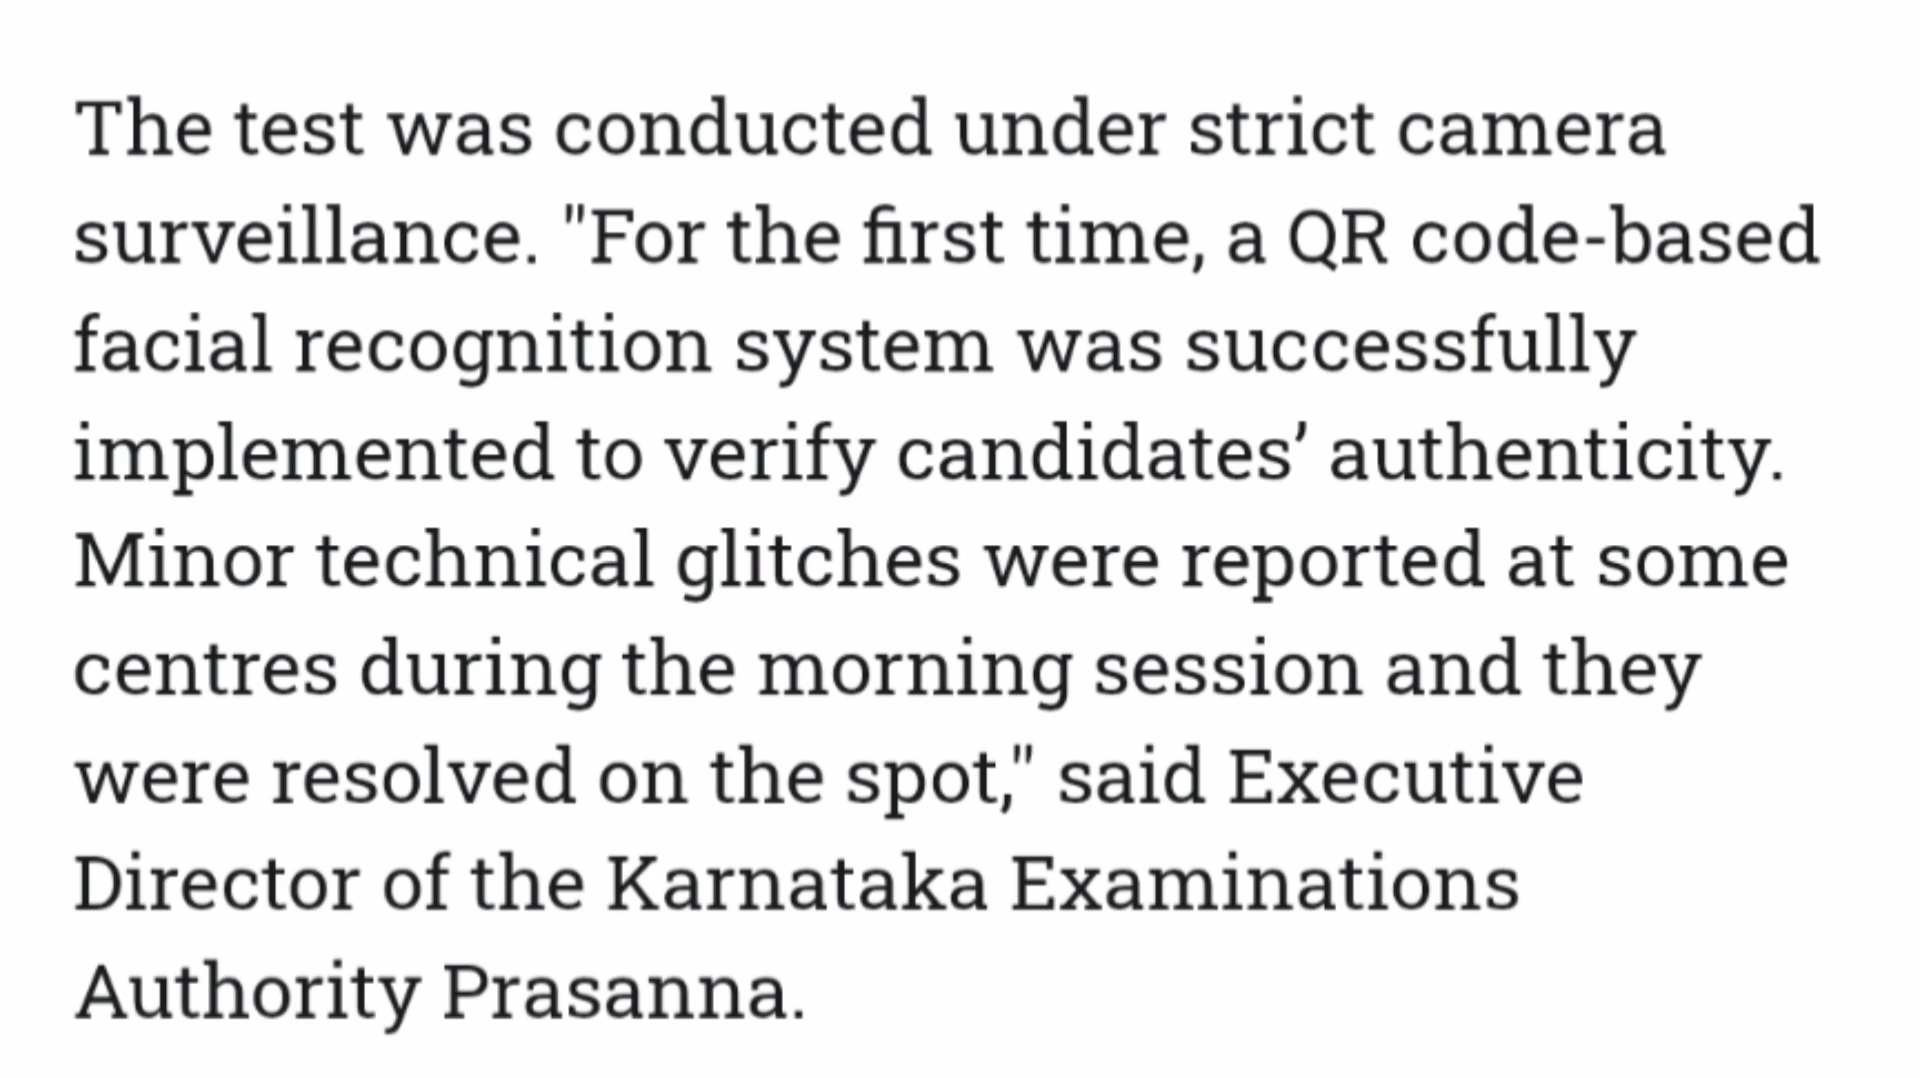 The test was conducted under strict camera
surveillance. "For the first time, a QR code-based
facial recognition system was successfully
implemented to verify candidates’ authenticity.
Minor technical glitches were reported at some
centres during the morning session and they
were resolved on the spot," said Executive
Director of the Karnataka Examinations
Authority Prasanna.